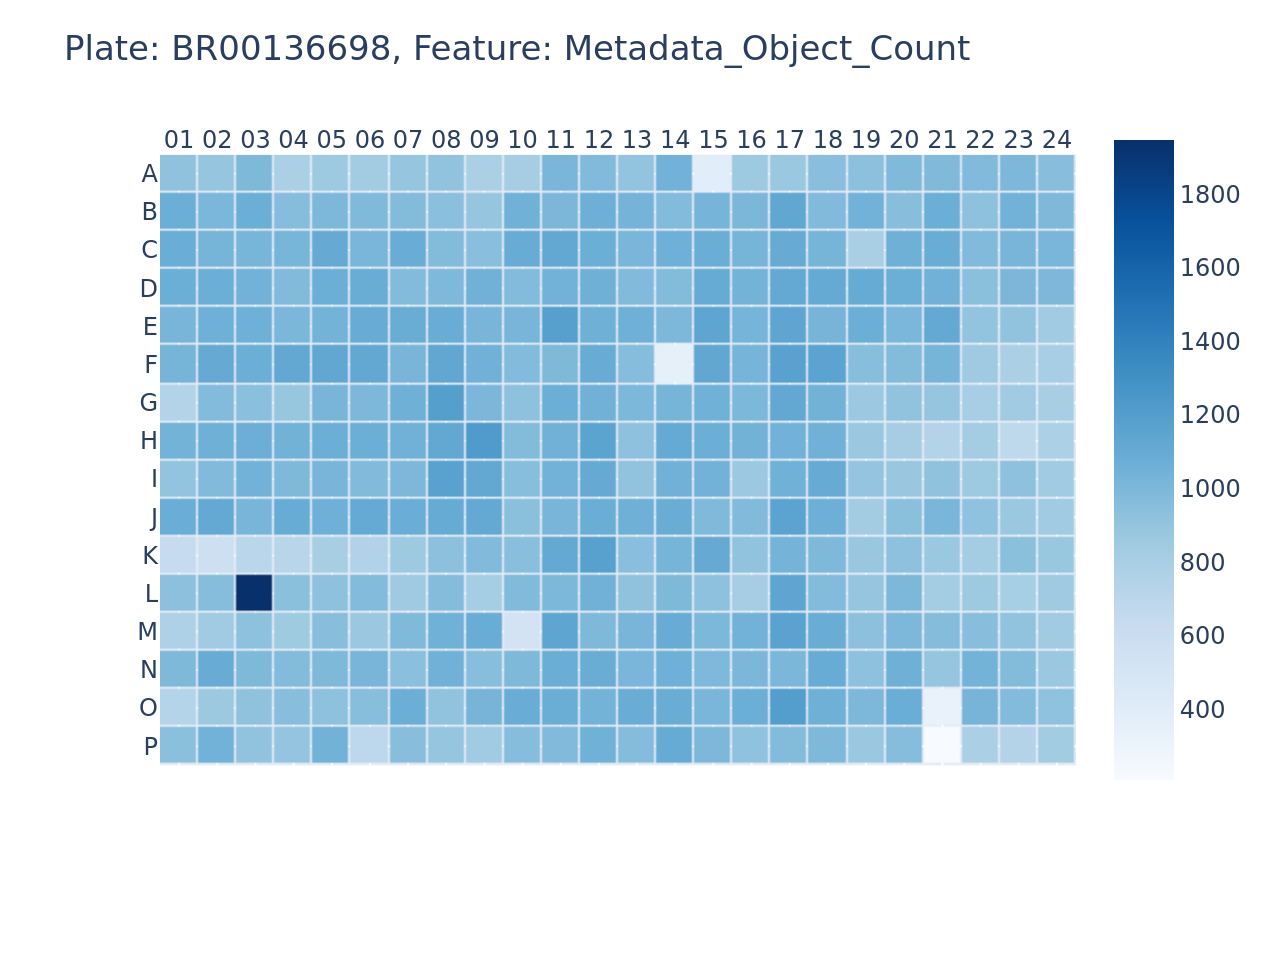 Plate: BR00136698, Feature: Metadata_Object_Count
01 02 03 04 05 06 07 08 09 10 11 12 13 14 15 16 17 18 19 20 21 22 23 24
A
B
C
D
E
F
G
H
I
J
K
L
M
N
O
P
1800
1600
1400
1200
1000
800
600
400